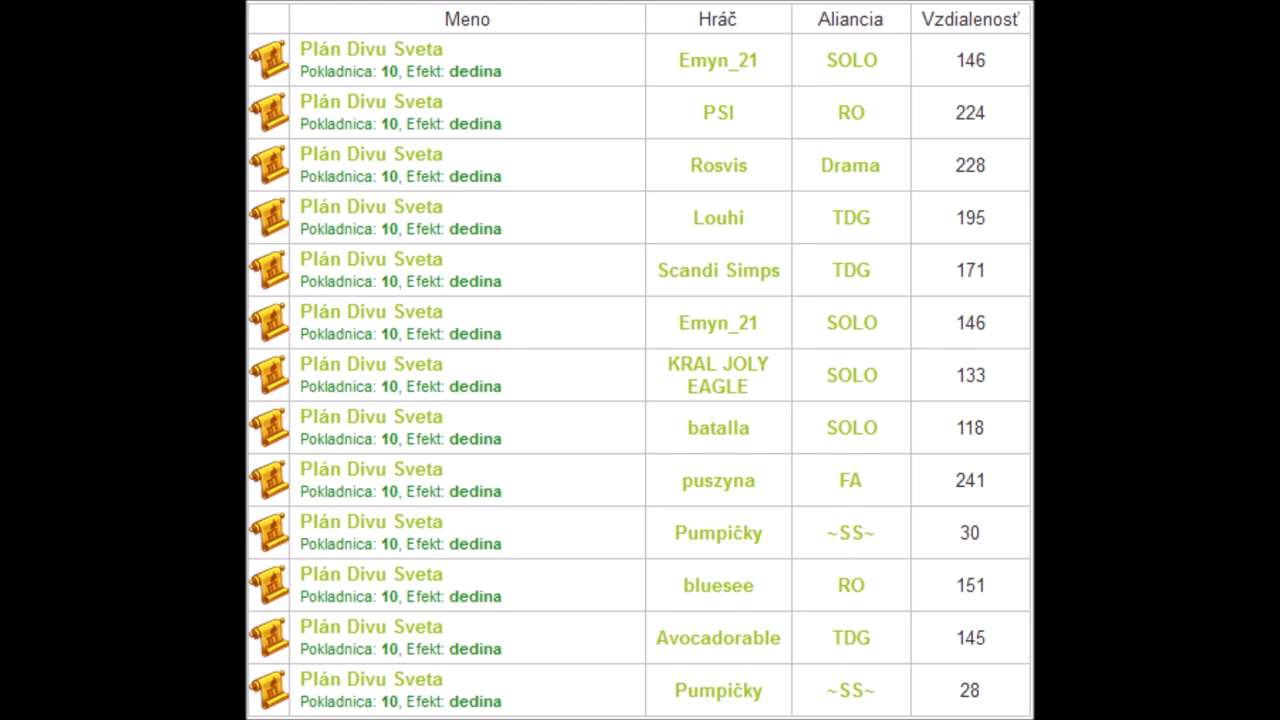 Meno Hráč Aliancia Vzdialenosť
Plán Divu Sveta
Pokladnica: 10, Efekt: dedina
Emyn_21 SOLO 146
Plán Divu Sveta
Pokladnica: 10, Efekt: dedina
PSI RO 224
Plán Divu Sveta
Pokladnica: 10, Efekt: dedina
Rosvis Drama 228
Plán Divu Sveta
Pokladnica: 10, Efekt: dedina
Louhi TDG 195
Plán Divu Sveta
Pokladnica: 10, Efekt: dedina
Scandi Simps TDG 171
Plán Divu Sveta
Pokladnica: 10, Efekt: dedina
Emyn_21 SOLO 146
Plán Divu Sveta
Pokladnica: 10, Efekt: dedina
KRAL JOLY
EAGLE
SOLO 133
Plán Divu Sveta
Pokladnica: 10, Efekt: dedina
batalla SOLO 118
Plán Divu Sveta
Pokladnica: 10, Efekt: dedina
puszyna FA 241
Plán Divu Sveta
Pokladnica: 10, Efekt: dedina
Pumpičky ~SS~ 30
Plán Divu Sveta
Pokladnica: 10, Efekt: dedina
bluesee RO 151
Plán Divu Sveta
Pokladnica: 10, Efekt: dedina
Avocadorable TDG 145
Plán Divu Sveta
Pokladnica: 10, Efekt: dedina
Pumpičky ~SS~ 28